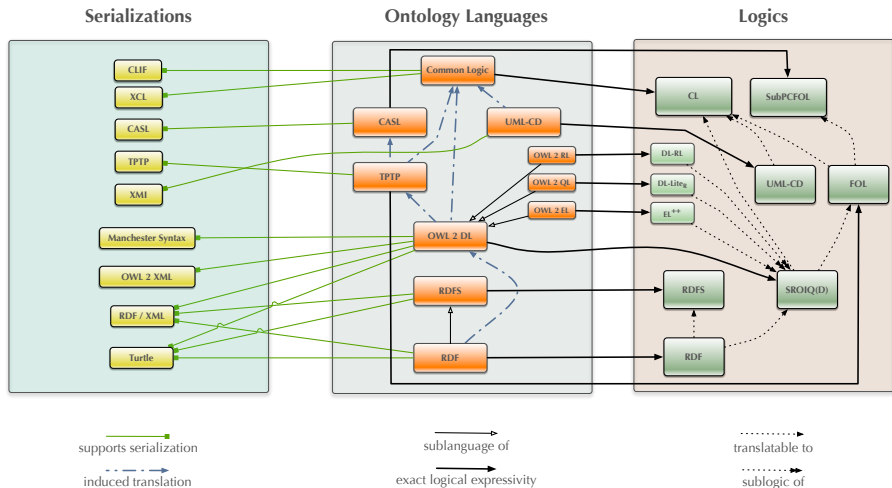 Serializations
Ontology Languages
Logics
CLIF
XCL
CASL
TPTP
XMI
Manchester Syntax
OWL 2 XML
RDF / XML
Turtle
Common Logic
CASL
UML-CD
TPTP
OWL 2 RL
OWL 2 QL
OWL 2 EL
OWL 2 DL
RDFS
RDF
CL
SubPCFOL
DL-RL
DL-LiteR
EL++
UML-CD
FOL
RDFS
SROIQ(D)
RDF
supports serialization
induced translation
sublanguage of
exact logical expressivity
translatable to
sublogic of